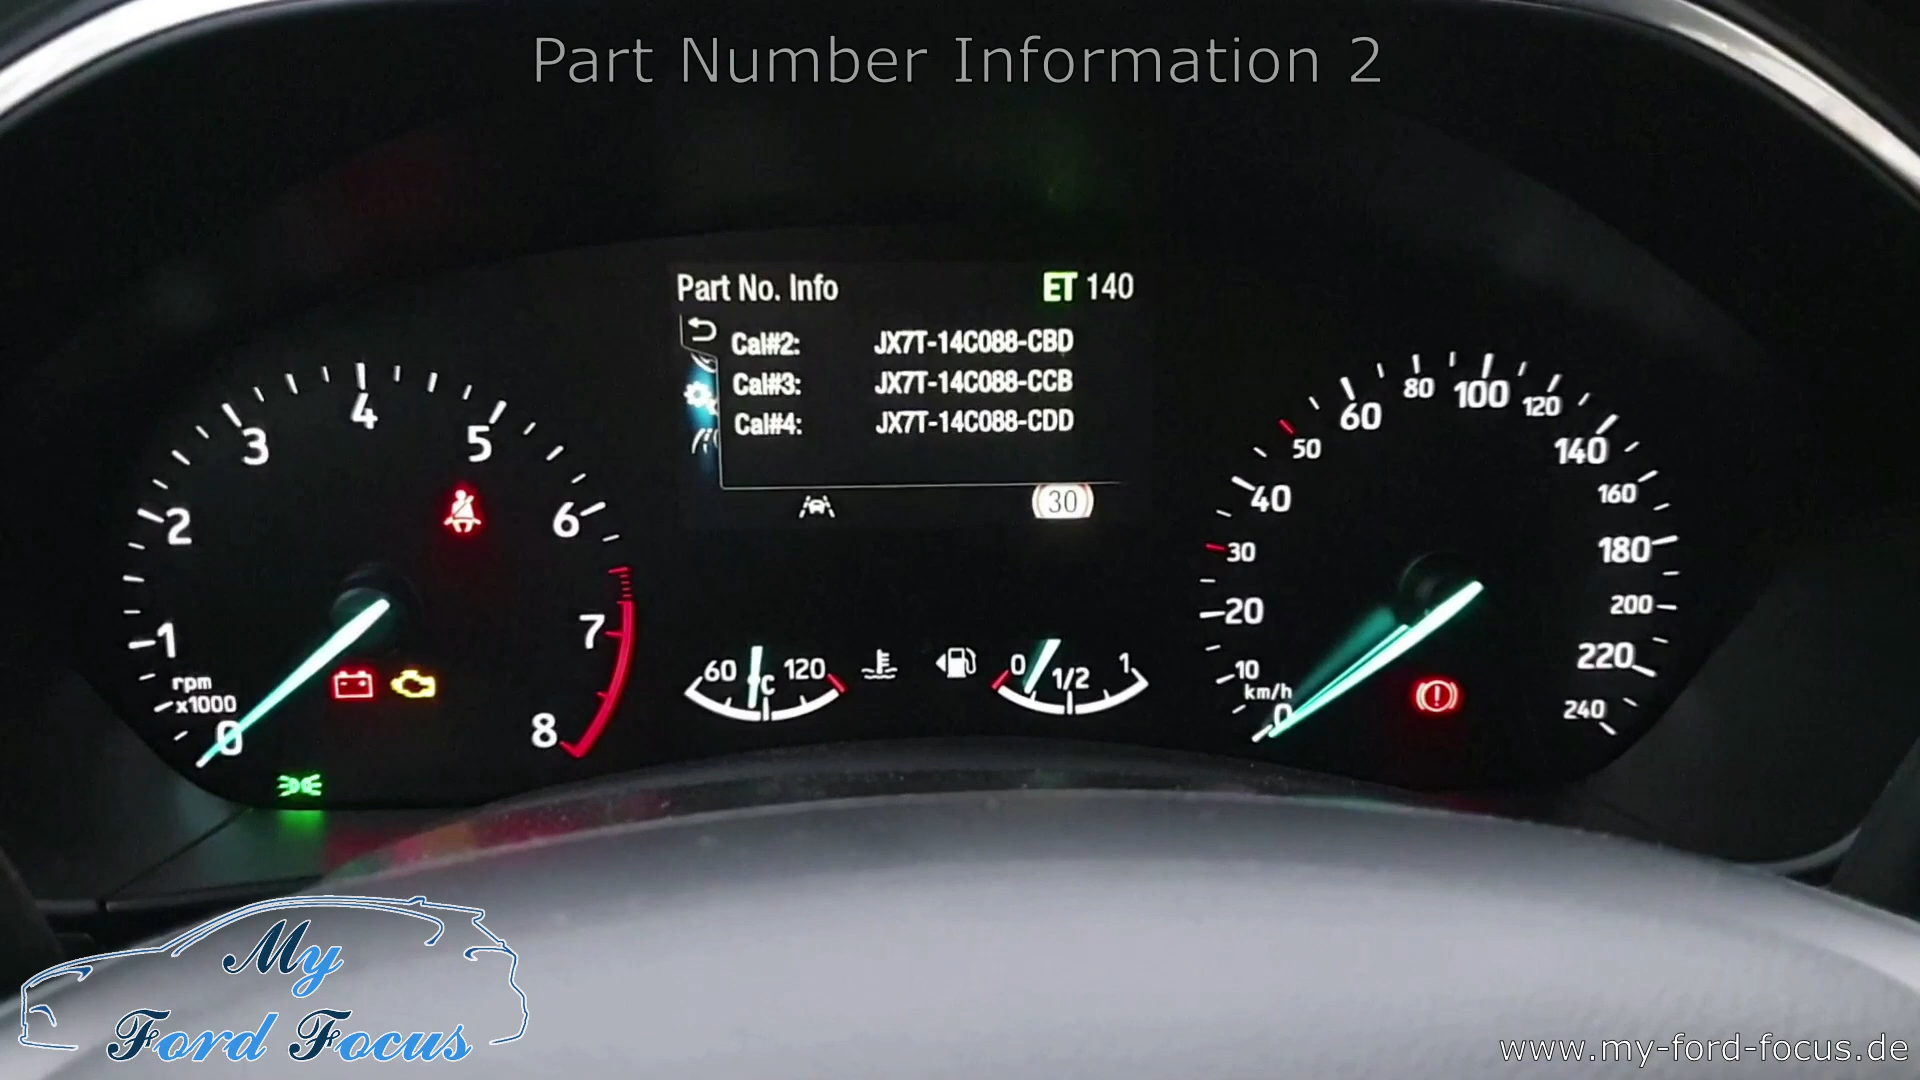 Part Number Information 2
Part No. Info
ET 140
Cal#2: JX7T-14C088-CBD
Cal#3: JX7T-14C088-CCB
Cal#4: JX7T-14C088-CDD
30
0
1
2
3
4
5
6
7
8
rpm
x1000
60
°C
120
0
1/2
1
0
10
20
30
40
50
60
80
100
120
140
160
180
200
220
240
km/h
My
Ford Focus
www.my-ford-focus.de